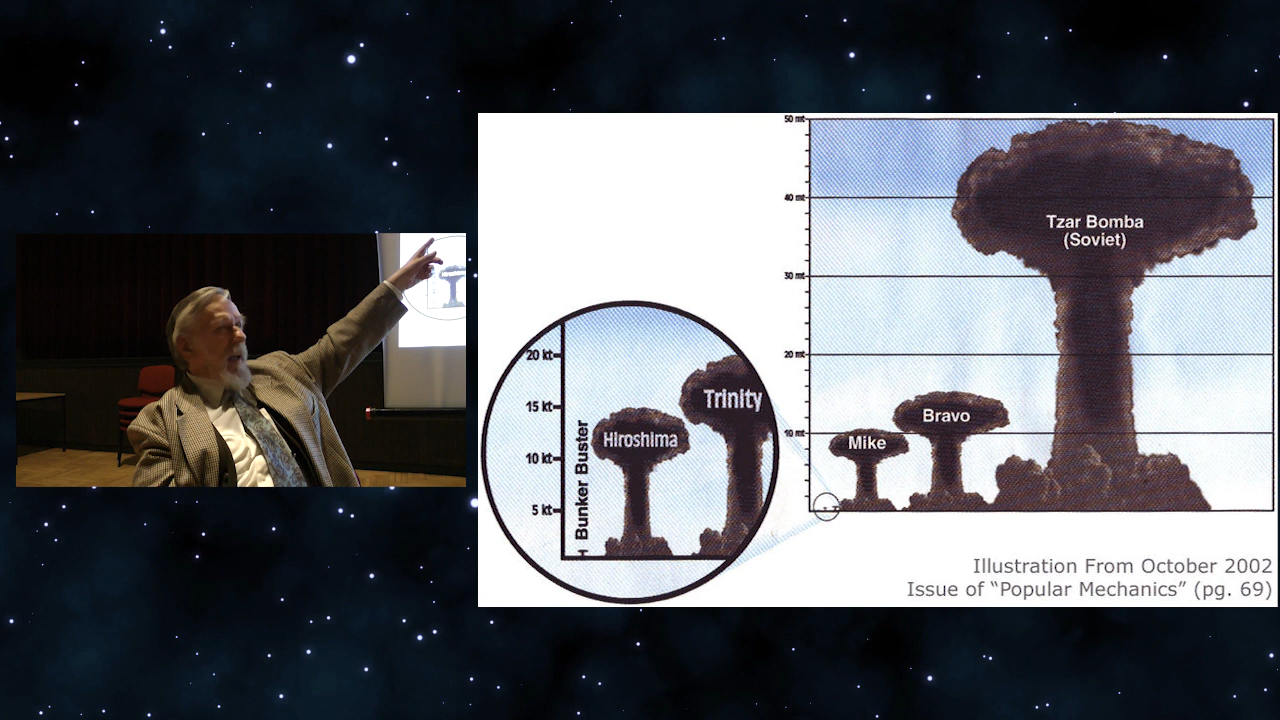 50 mt
40 mt
30 mt
20 mt
10 mt
Tzar Bomba
(Soviet)
Bravo
Mike
20 kt
15 kt
10 kt
5 kt
Bunker Buster
Hiroshima
Trinity
Illustration From October 2002
Issue of “Popular Mechanics” (pg. 69)